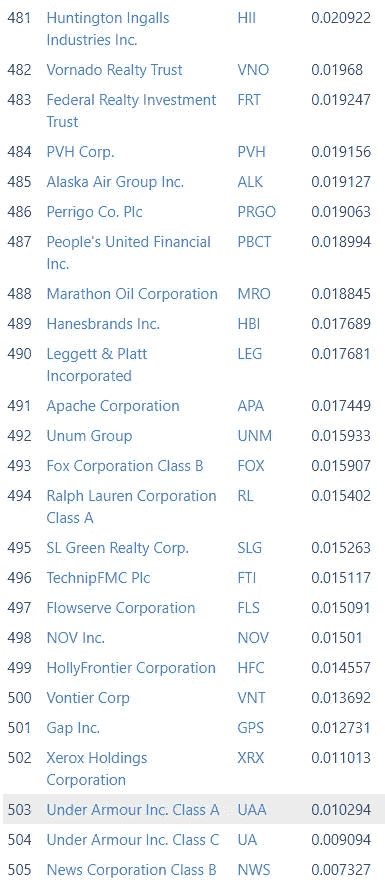 481 Huntington Ingalls HII 0.020922
Industries Inc.
482 Vornado Realty Trust VNO 0.01968
483 Federal Realty Investment FRT 0.019247
Trust
484 PVH Corp. PVH 0.019156
485 Alaska Air Group Inc. ALK 0.019127
486 Perrigo Co. Plc PRGO 0.019063
487 People's United Financial PBCT 0.018994
Inc.
488 Marathon Oil Corporation MRO 0.018845
489 Hanesbrands Inc. HBI 0.017689
490 Leggett & Platt LEG 0.017681
Incorporated
491 Apache Corporation APA 0.017449
492 Unum Group UNM 0.015933
493 Fox Corporation Class B FOX 0.015907
494 Ralph Lauren Corporation RL 0.015402
Class A
495 SL Green Realty Corp. SLG 0.015263
496 TechnipFMC Plc FTI 0.015117
497 Flowserve Corporation FLS 0.015091
498 NOV Inc. NOV 0.01501
499 HollyFrontier Corporation HFC 0.014557
500 Vontier Corp VNT 0.013692
501 Gap Inc. GPS 0.012731
502 Xerox Holdings XRX 0.011013
Corporation
503 Under Armour Inc. Class A UAA 0.010294
504 Under Armour Inc. Class C UA 0.009094
505 News Corporation Class B NWS 0.007327